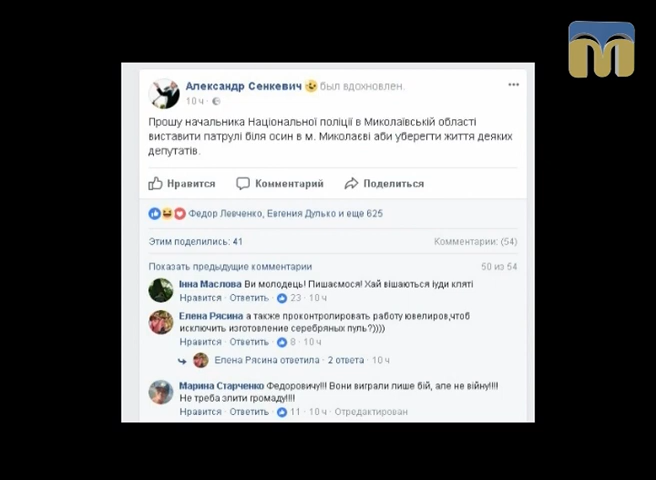 Александр Сенкевич был вдохновлен.
10 ч ·
Прошу начальника Національної поліції в Миколаївській області
виставити патрулі біля осин в м. Миколаєві аби уберегти життя деяких
депутатів.
Нравится Комментарий Поделиться
Федор Левченко, Евгения Дулько и еще 625
Этим поделились: 41 Комментарии: (54)
Показать предыдущие комментарии 50 из 54
Інна Маслова Ви молодець! Пишаємося! Хай вішаються іуди кляті
Нравится · Ответить · 23 · 10 ч
Елена Рясина а также проконтролировать работу ювелиров,чтоб
исключить изготовление серебряных пуль?))))
Нравится · Ответить · 8 · 10 ч
Елена Рясина ответила · 2 ответа · 10 ч
Марина Старченко Федоровичу!!! Вони виграли лише бій, але не війну!!!!
Не треба злити громаду!!!!
Нравится · Ответить · 11 · 10 ч · Отредактирован